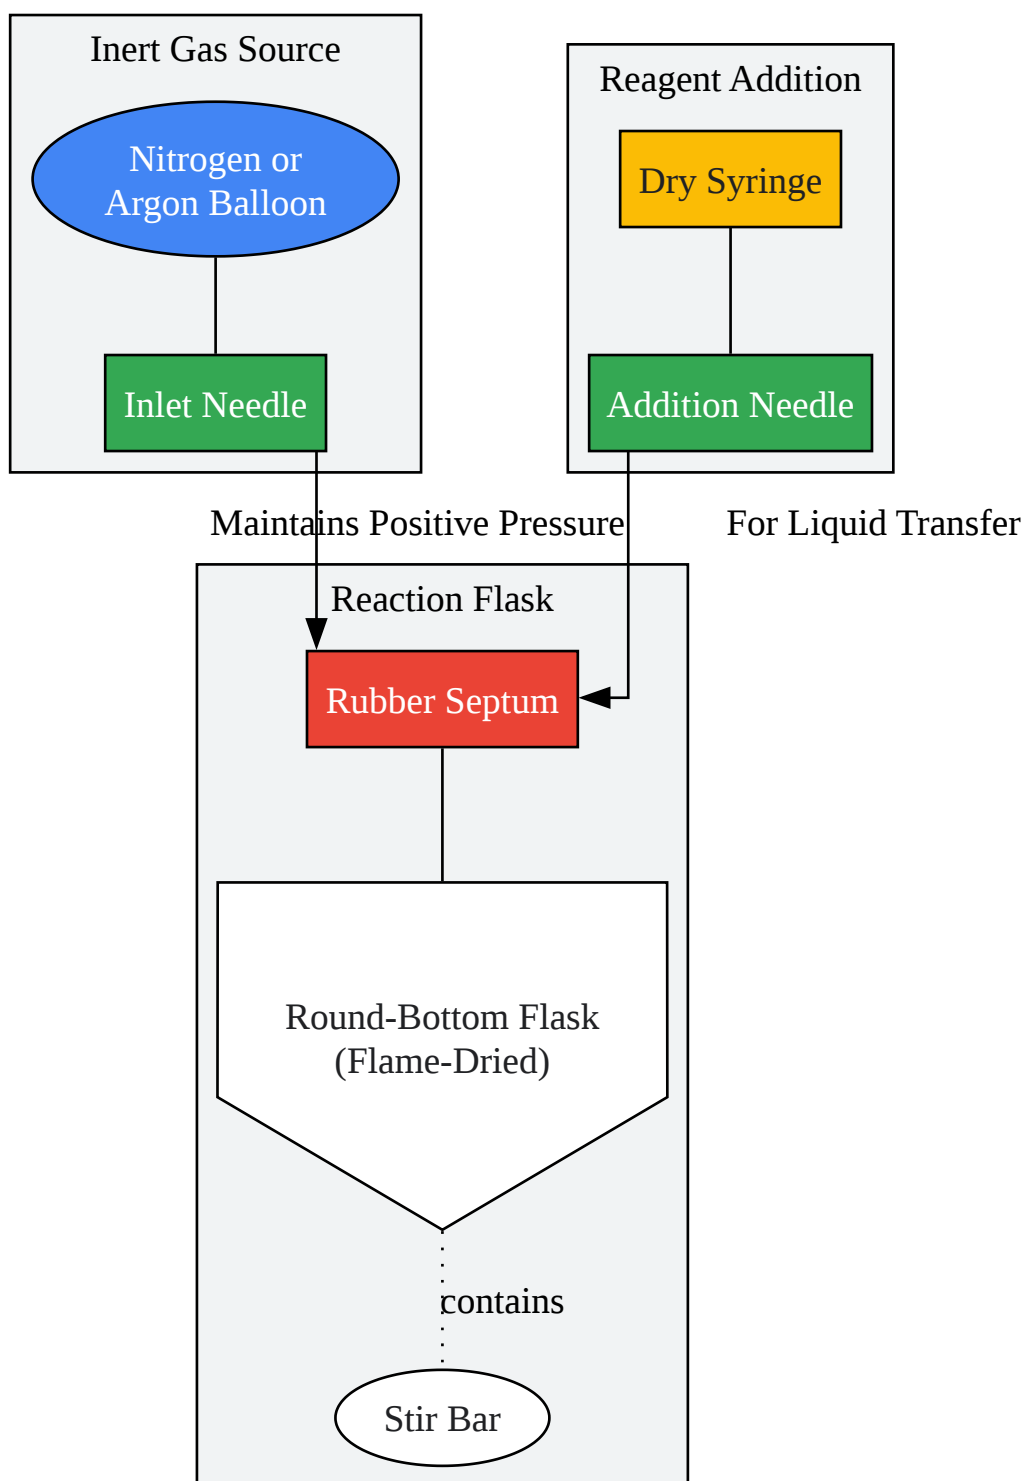 Inert Gas Source
Nitrogen or
Argon Balloon
Inlet Needle
Reagent Addition
Dry Syringe
Addition Needle
Maintains Positive Pressure
For Liquid Transfer
Reaction Flask
Rubber Septum
Round-Bottom Flask
(Flame-Dried)
contains
Stir Bar